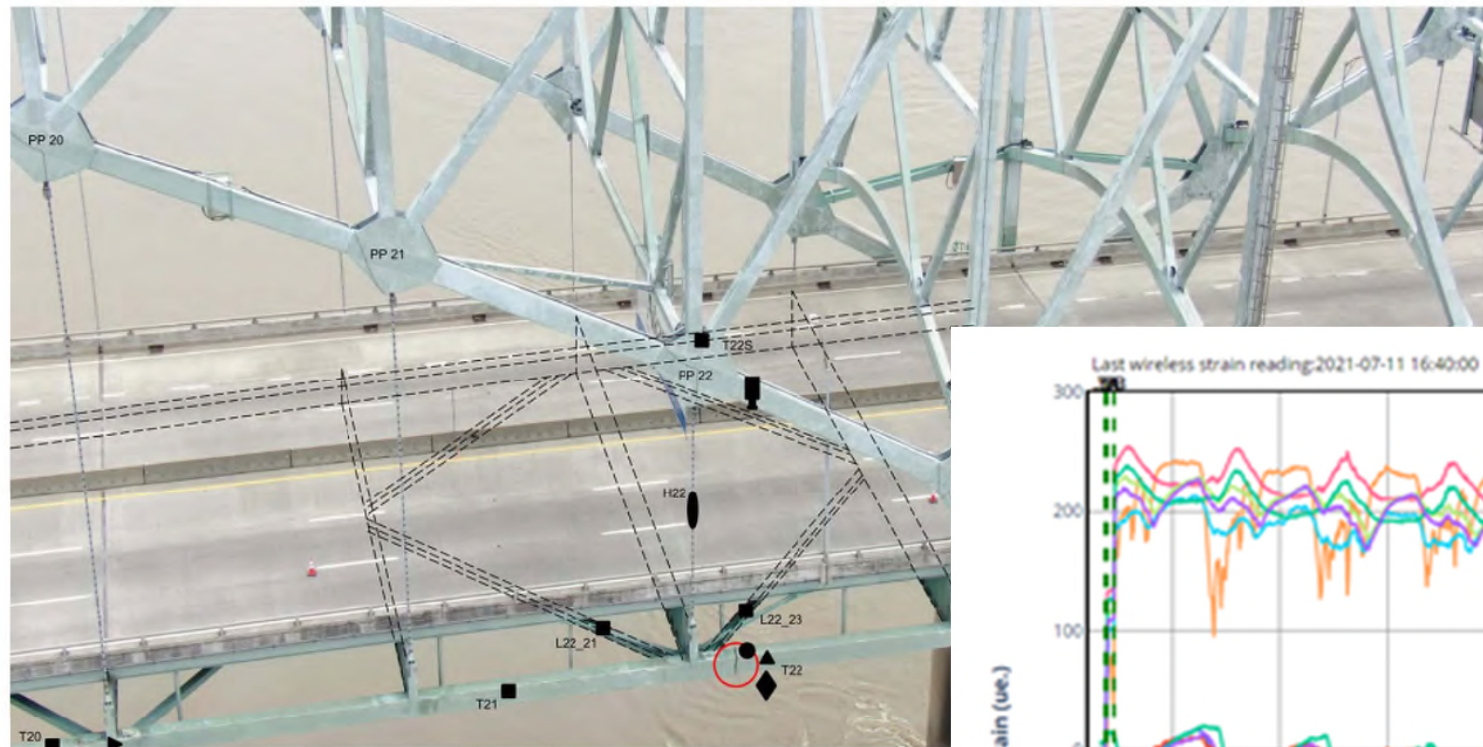 PP 20
PP 21
T22S
PP 22
H22
L22_23
L22_21
T22
T21
T20
Last wireless strain reading:2021-07-11 16:40:00
300
200
100
0
ain (ue.)